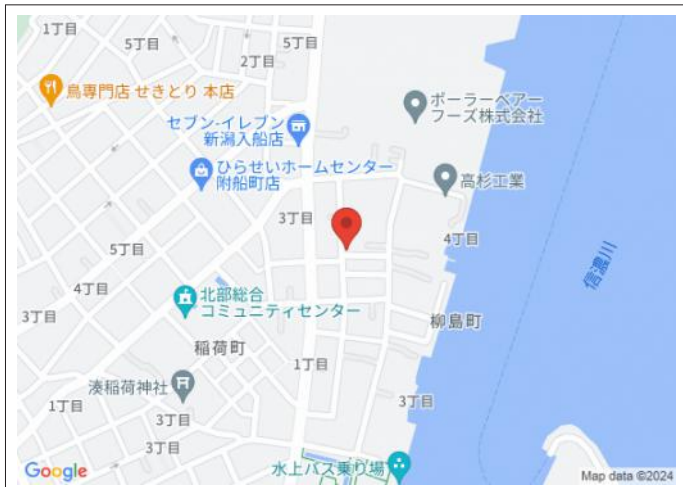 1丁目
5丁目
5丁目
2丁目
鳥専門店 せきとり 本店
ポーラーベアー
フーズ株式会社
セブン-イレブン
新潟入船店
ひらせいホームセンター
附船町店
高杉工業
3丁目
4丁目
5丁目
信濃川
4丁目
北部総合
コミュニティセンター
3丁目
柳島町
稲荷町
1丁目
湊稲荷神社
1丁目
3丁目
3丁目
3丁目
水上バス乗り場
Google
Map data ©2024